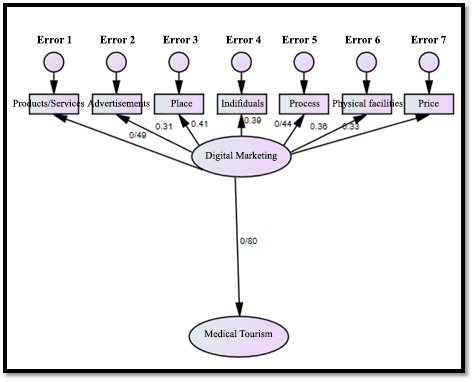 Error 1 Error 2 Error 3 Error 4 Error 5 Error 6 Error 7
Products/Services Advertisements Place Indifiduals Process Physical facilities Price
0/49 0.31 0.41 0.39 0/44 0.36 0.33
Digital Marketing
0/80
Medical Tourism